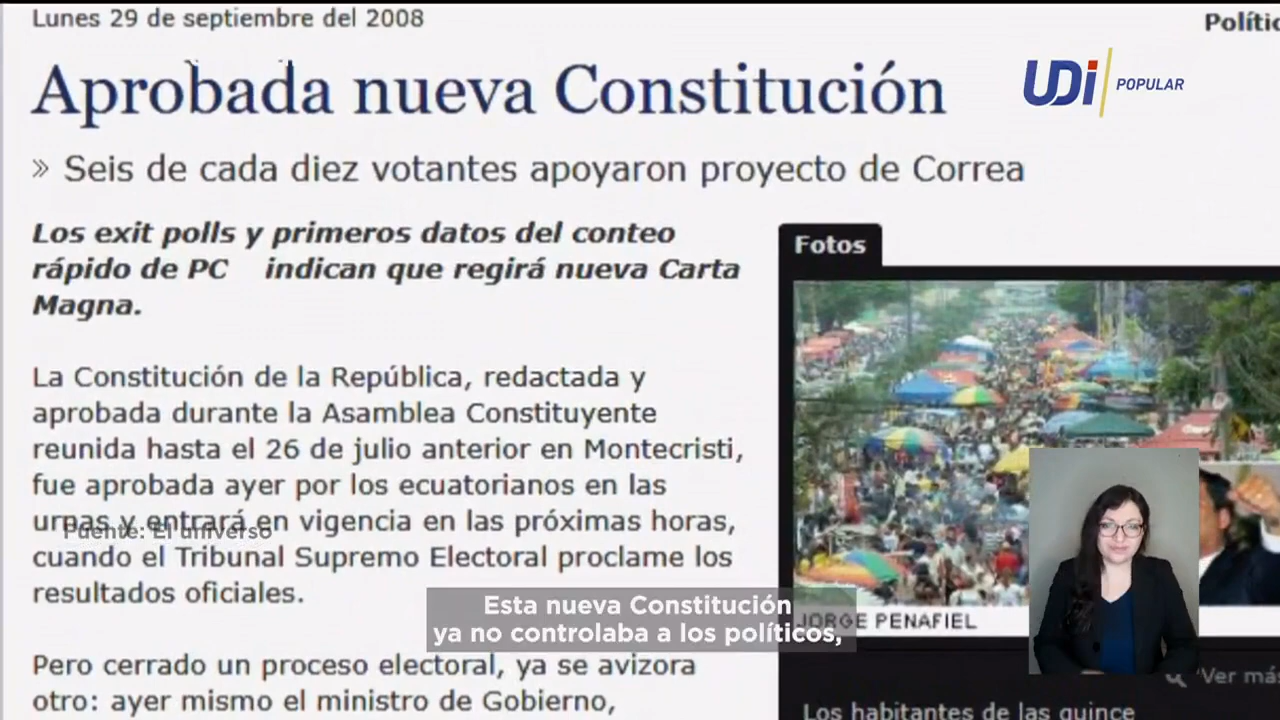 Lunes 29 de septiembre del 2008
Aprobada nueva Constitución
UDi POPULAR
» Seis de cada diez votantes apoyaron proyecto de Correa
Los exit polls y primeros datos del conteo
rápido de PC indican que regirá nueva Carta
Magna.
Fotos
La Constitución de la República, redactada y
aprobada durante la Asamblea Constituyente
reunida hasta el 26 de julio anterior en Montecristi,
fue aprobada ayer por los ecuatorianos en las
urnas y entrará en vigencia en las próximas horas,
Fuente: El universo
cuando el Tribunal Supremo Electoral proclame los
resultados oficiales.
Esta nueva Constitución
ya no controlaba a los políticos,
JORGE PENAFIEL
Pero cerrado un proceso electoral, ya se avizora
otro: ayer mismo el ministro de Gobierno,
Los habitantes de las quince